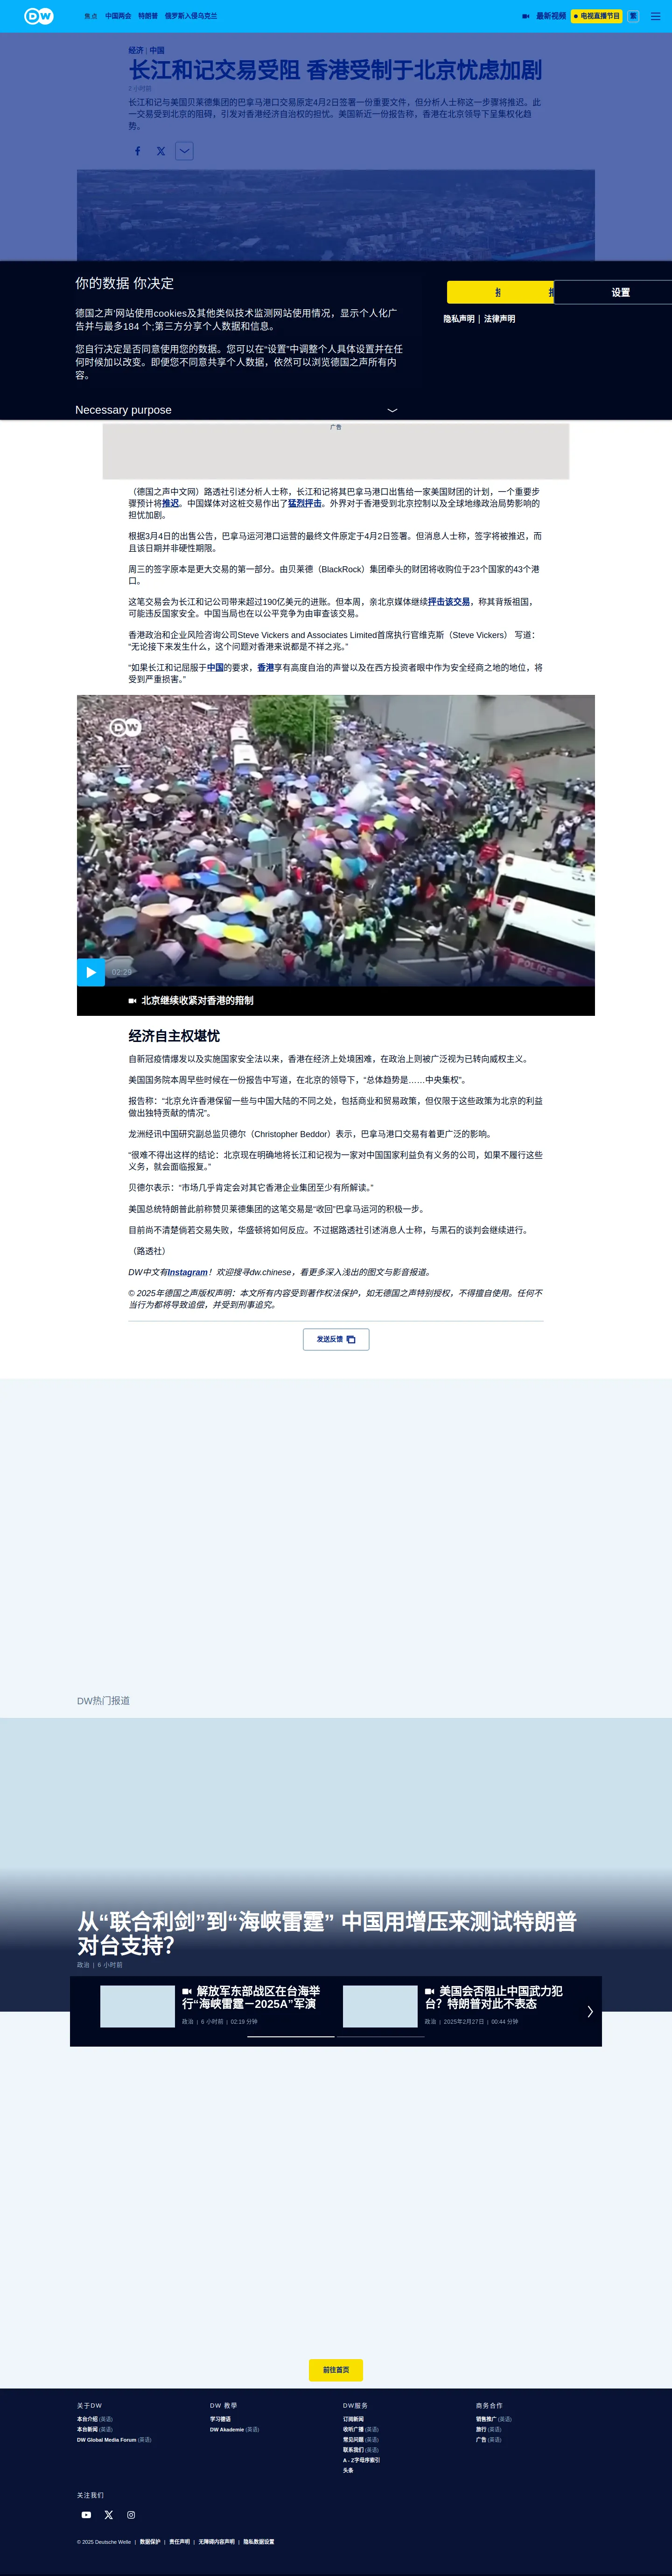 DW
焦点 中国两会 特朗普 俄罗斯入侵乌克兰
最新视频 电视直播节目 繁
经济 | 中国
长江和记交易受阻 香港受制于北京忧虑加剧
2 小时前
长江和记与美国贝莱德集团的巴拿马港口交易原定4月2日签署一份重要文件，但分析人士称这一步骤将推迟。此
一交易受到北京的阻碍，引发对香港经济自治权的担忧。美国新近一份报告称，香港在北京领导下呈集权化趋
势。
你的数据 你决定
德国之声'网站使用cookies及其他类似技术监测网站使用情况，显示个人化广
告并与最多184 个;第三方分享个人数据和信息。
您自行决定是否同意使用您的数据。您可以在“设置”中调整个人具体设置并在任
何时候加以改变。即便您不同意共享个人数据，依然可以浏览德国之声所有内
容。
Necessary purpose
设置
隐私声明 | 法律声明
广告
（德国之声中文网）路透社引述分析人士称，长江和记将其巴拿马港口出售给一家美国财团的计划，一个重要步
骤预计将推迟。中国媒体对这桩交易作出了猛烈抨击。外界对于香港受到北京控制以及全球地缘政治局势影响的
担忧加剧。
根据3月4日的出售公告，巴拿马运河港口运营的最终文件原定于4月2日签署。但消息人士称，签字将被推迟，而
且该日期并非硬性期限。
周三的签字原本是更大交易的第一部分。由贝莱德（BlackRock）集团牵头的财团将收购位于23个国家的43个港
口。
这笔交易会为长江和记公司带来超过190亿美元的进账。但本周，亲北京媒体继续抨击该交易，称其背叛祖国，
可能违反国家安全。中国当局也在以公平竞争为由审查该交易。
香港政治和企业风险咨询公司Steve Vickers and Associates Limited首席执行官维克斯（Steve Vickers） 写道：
“无论接下来发生什么，这个问题对香港来说都是不祥之兆。”
“如果长江和记屈服于中国的要求，香港享有高度自治的声誉以及在西方投资者眼中作为安全经商之地的地位，将
受到严重损害。”
DW
POLICE
02:29
北京继续收紧对香港的箝制
经济自主权堪忧
自新冠疫情爆发以及实施国家安全法以来，香港在经济上处境困难，在政治上则被广泛视为已转向威权主义。
美国国务院本周早些时候在一份报告中写道，在北京的领导下，“总体趋势是……中央集权”。
报告称：“北京允许香港保留一些与中国大陆的不同之处，包括商业和贸易政策，但仅限于这些政策为北京的利益
做出独特贡献的情况”。
龙洲经讯中国研究副总监贝德尔（Christopher Beddor）表示，巴拿马港口交易有着更广泛的影响。
“很难不得出这样的结论：北京现在明确地将长江和记视为一家对中国国家利益负有义务的公司，如果不履行这些
义务，就会面临报复。”
贝德尔表示：“市场几乎肯定会对其它香港企业集团至少有所解读。”
美国总统特朗普此前称赞贝莱德集团的这笔交易是“收回”巴拿马运河的积极一步。
目前尚不清楚倘若交易失败，华盛顿将如何反应。不过据路透社引述消息人士称，与黑石的谈判会继续进行。
（路透社）
DW中文有Instagram！欢迎搜寻dw.chinese，看更多深入浅出的图文与影音报道。
© 2025年德国之声版权声明：本文所有内容受到著作权法保护，如无德国之声特别授权，不得擅自使用。任何不
当行为都将导致追偿，并受到刑事追究。
发送反馈
DW热门报道
从“联合利剑”到“海峡雷霆” 中国用增压来测试特朗普
对台支持？
政治 | 6 小时前
解放军东部战区在台海举
行“海峡雷霆－2025A”军演
政治 | 6 小时前 | 02:19 分钟
美国会否阻止中国武力犯
台？特朗普对此不表态
政治 | 2025年2月27日 | 00:44 分钟
前往首页
关于DW
本台介绍 (英语)
本台新闻 (英语)
DW Global Media Forum (英语)
DW 教學
学习德语
DW Akademie (英语)
DW服务
订阅新闻
收听广播 (英语)
常见问题 (英语)
联系我们 (英语)
A - Z字母序索引
头条
商务合作
销售推广 (英语)
旅行 (英语)
广告 (英语)
关注我们
© 2025 Deutsche Welle | 数据保护 | 责任声明 | 无障碍内容声明 | 隐私数据设置